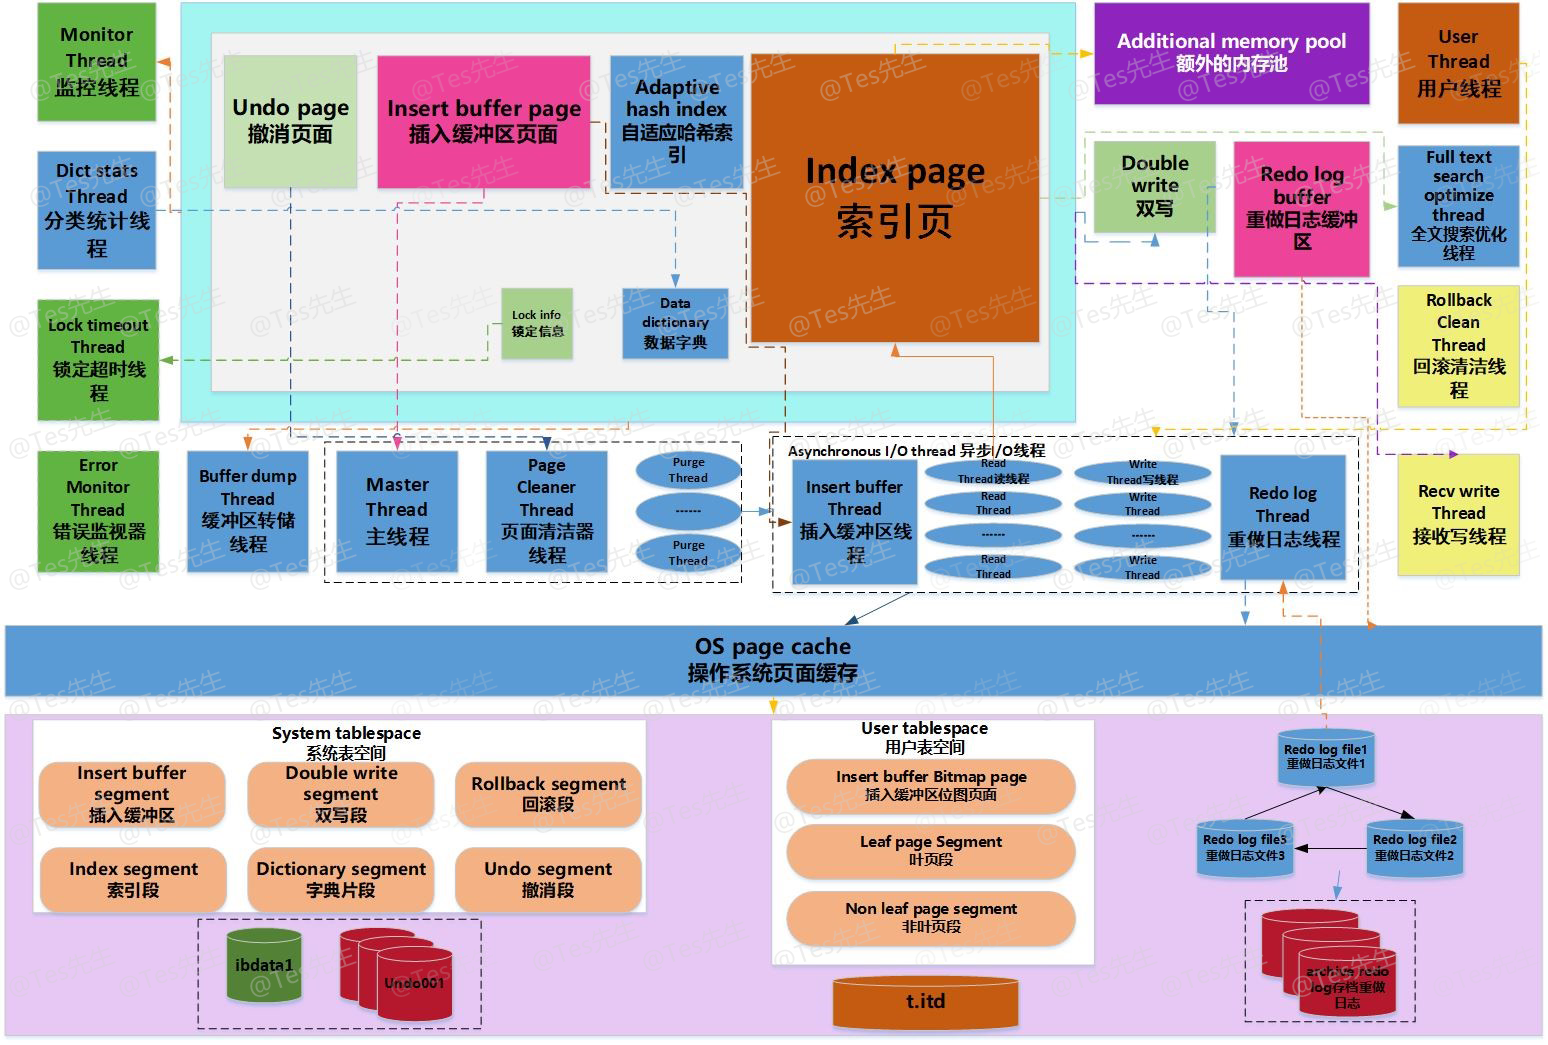 Monitor
Thread
监控线程
Undo page
撤消页面
Insert buffer page
插入缓冲区页面
Adaptive
hash index
自适应哈希索
引
Index page
索引页
Additional memory pool
额外的内存池
User
Thread
用户线程
Dict stats
Thread
分类统计线
程
Double
write
双写
Redo log
buffer
重做日志缓冲
区
Full text
search
optimize
thread
全文搜索优化
线程
Lock timeout
Thread
锁定超时线
程
Lock info
锁定信息
Data
dictionary
数据字典
Rollback
Clean
Thread
回滚清洁线
程
Error
Monitor
Thread
错误监视器
线程
Buffer dump
Thread
缓冲区转储
线程
Master
Thread
主线程
Page
Cleaner
Thread
页面清洁器
线程
Purge
Thread
------
Purge
Thread
Asynchronous I/O thread 异步I/O线程
Insert buffer
Thread
插入缓冲区线
程
Read
Thread读线程
Read
Thread
------
Read
Thread
Write
Thread写线程
Write
Thread
------
Write
Thread
Redo log
Thread
重做日志线程
Recv write
Thread
接收写线程
OS page cache
操作系统页面缓存
System tablespace
系统表空间
Insert buffer
segment
插入缓冲区
Double write
segment
双写段
Rollback segment
回滚段
Index segment
索引段
Dictionary segment
字典片段
Undo segment
撤消段
ibdata1
Undo001
User tablespace
用户表空间
Insert buffer Bitmap page
插入缓冲区位图页面
Leaf page Segment
叶页段
Non leaf page segment
非叶页段
t.itd
Redo log file1
重做日志文件1
Redo log file3
重做日志文件3
Redo log file2
重做日志文件2
archive redo
log存档重做
日志
@Tes先生